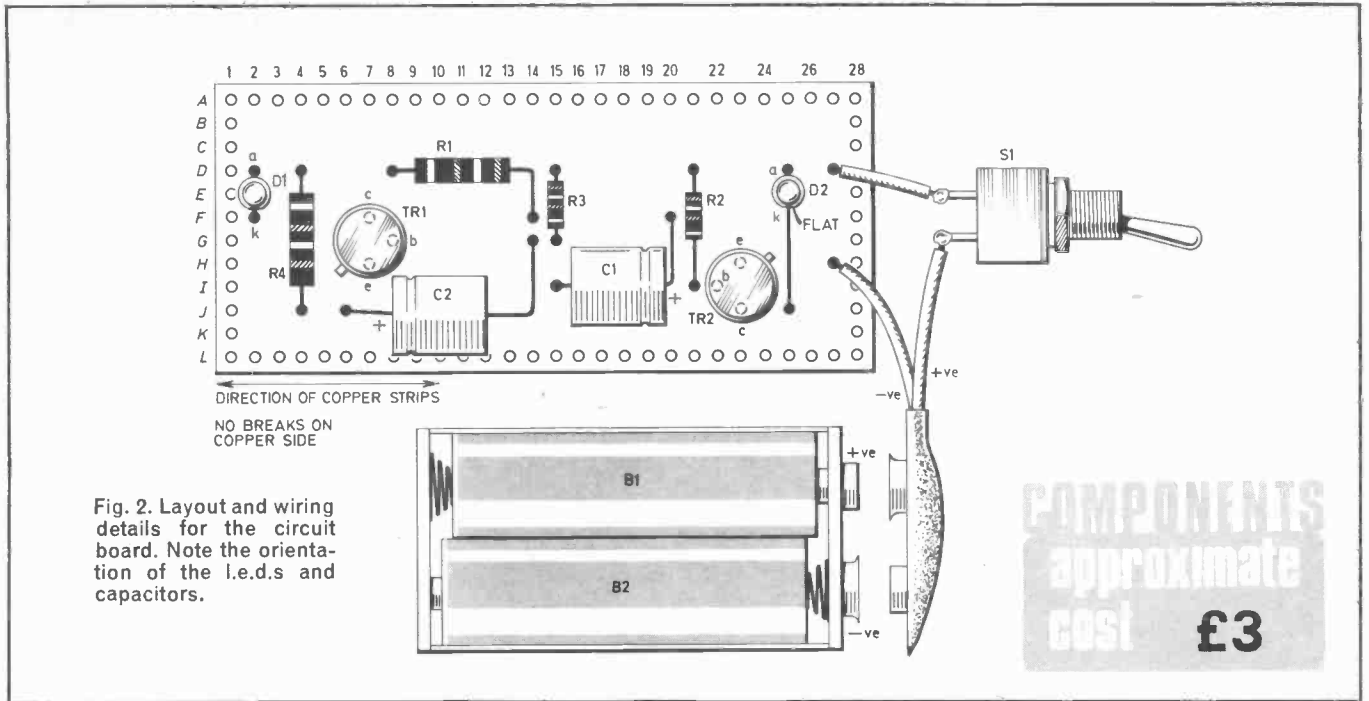 1 2 3 4 5 6 7 8 9 10 11 12 13 14 15 16 17 18 19 20 22 24 26 28
A
B
C
D
E
F
G
H
I
J
K
L
a
D1
k
R4
c
TR1
b
e
R1
C2
+
R3
C1
+
R2
e
b
TR2
c
a
D2
k
FLAT
S1
-ve
+ve
DIRECTION OF COPPER STRIPS
NO BREAKS ON
COPPER SIDE
+ve
B1
B2
-ve
Fig. 2. Layout and wiring
details for the circuit
board. Note the orienta-
tion of the l.e.d.s and
capacitors.
COMPONENTS
approximate
cost £3